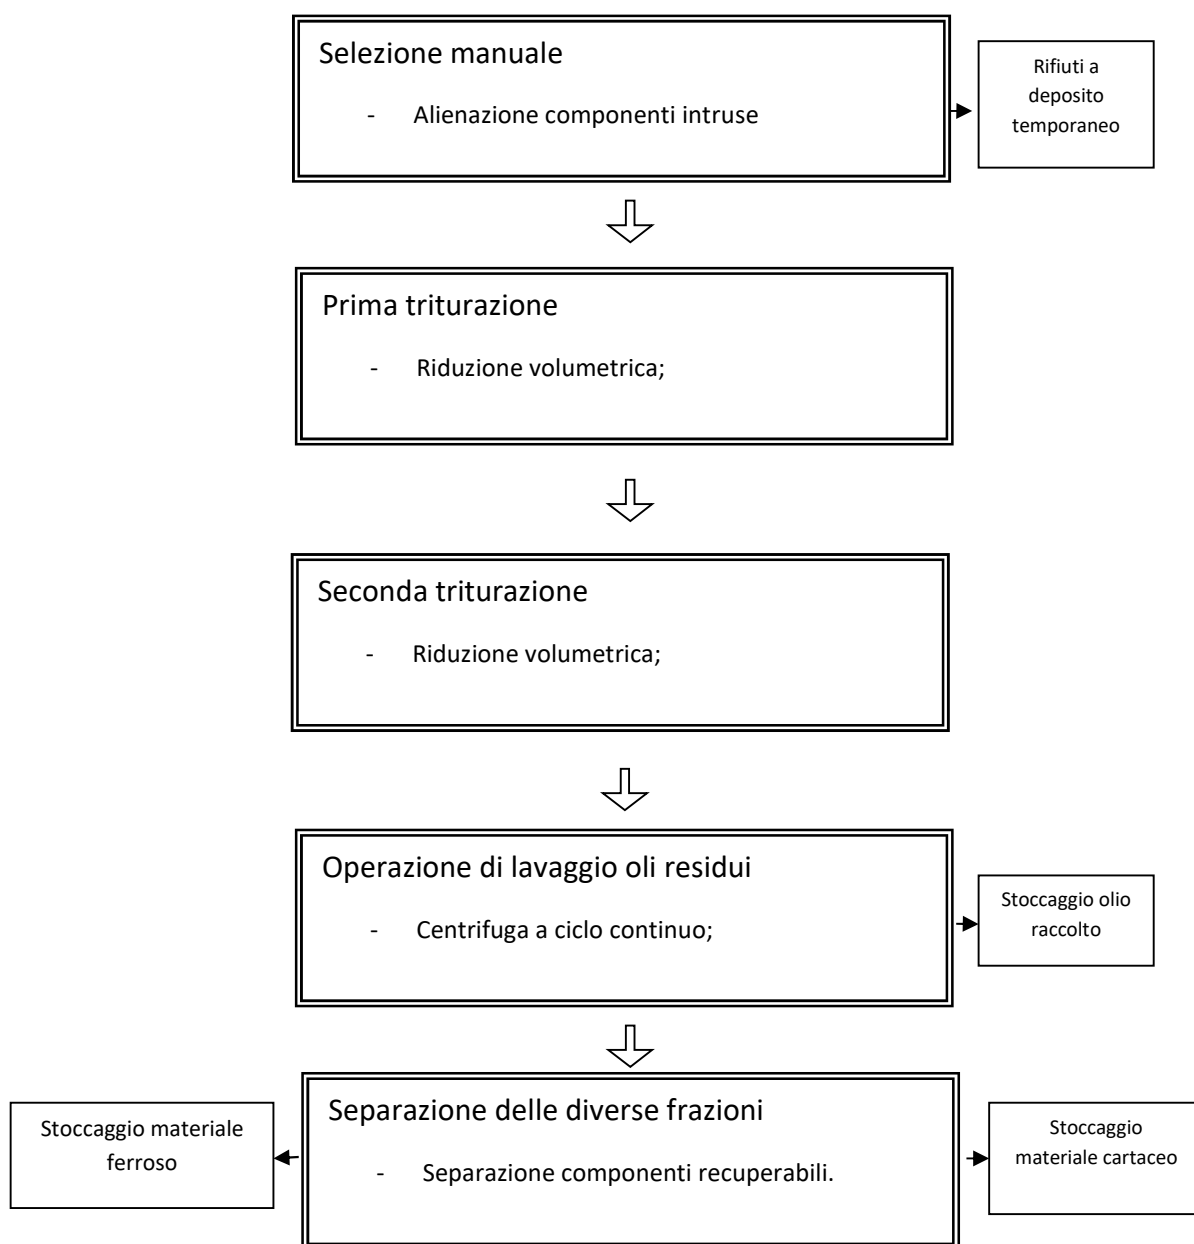 Selezione manuale
- Alienazione componenti intruse
Rifiuti a
deposito
temporaneo
Prima triturazione
- Riduzione volumetrica;
Seconda triturazione
- Riduzione volumetrica;
Operazione di lavaggio oli residui
- Centrifuga a ciclo continuo;
Stoccaggio olio
raccolto
Separazione delle diverse frazioni
- Separazione componenti recuperabili.
Stoccaggio materiale
ferroso
Stoccaggio
materiale cartaceo